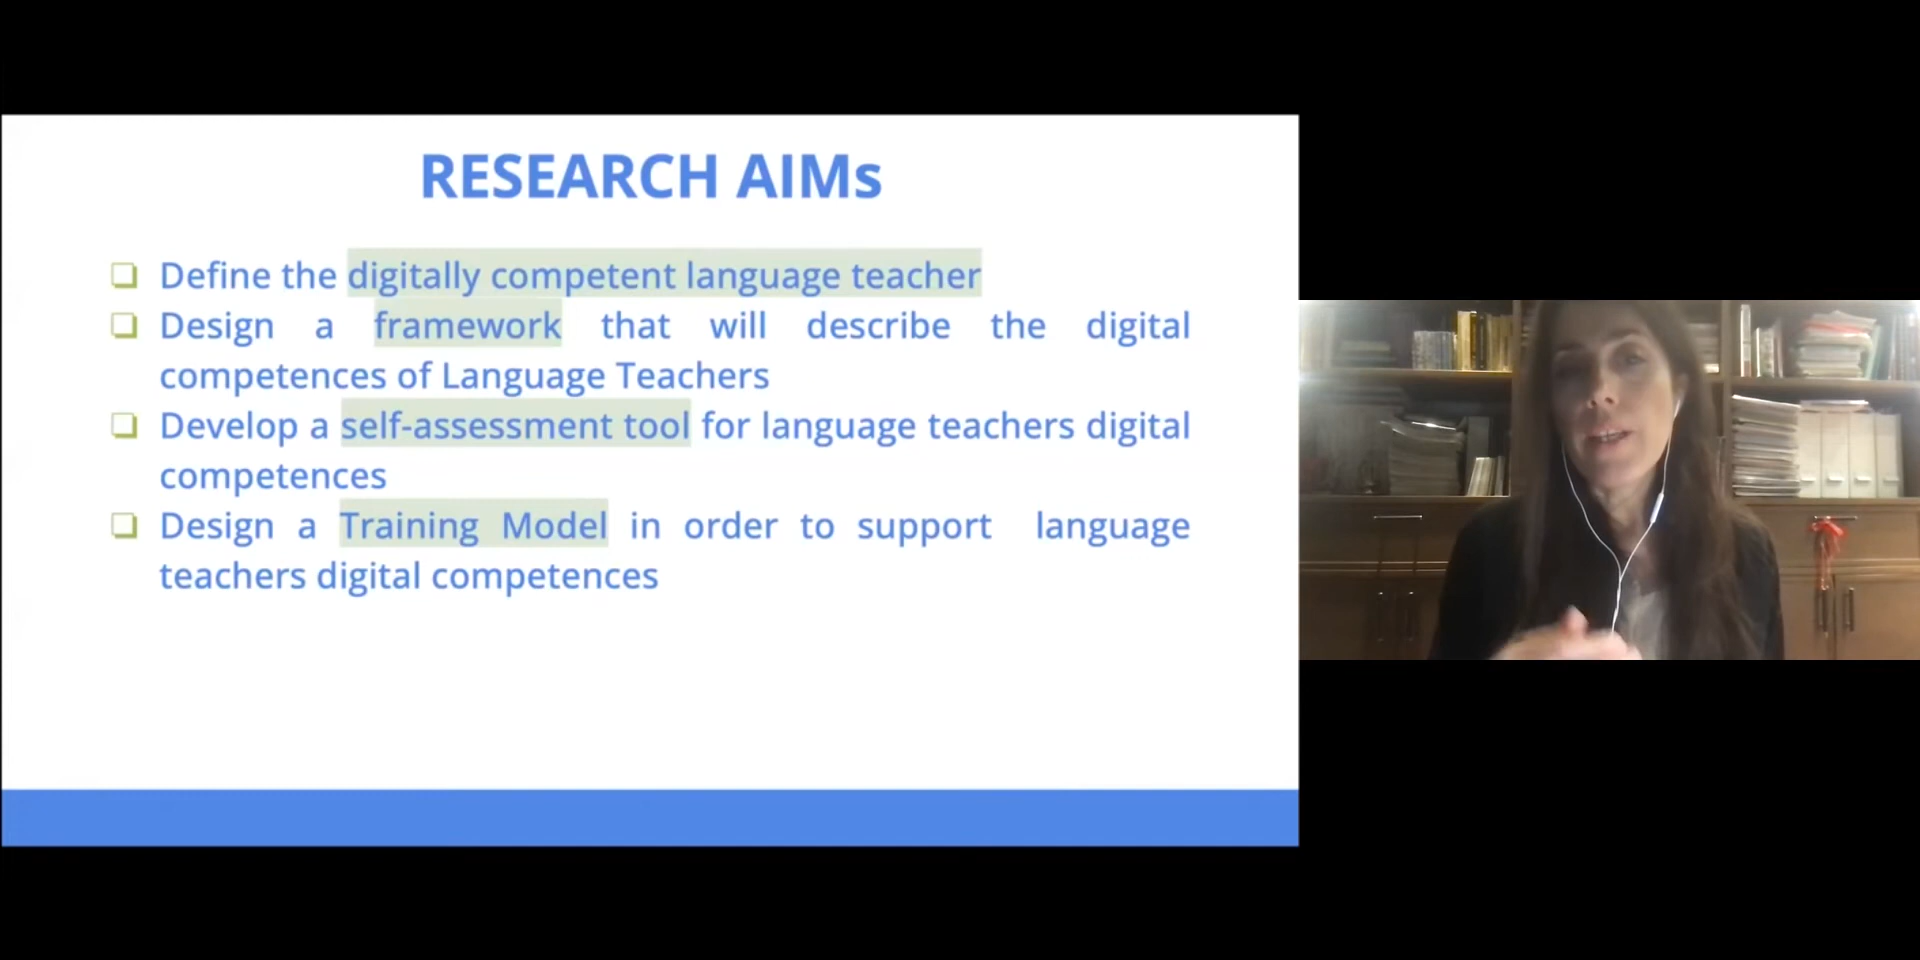 RESEARCH AIMs
Define the digitally competent language teacher
Design a framework that will describe the digital
competences of Language Teachers
Develop a self-assessment tool for language teachers digital
competences
Design a Training Model in order to support language
teachers digital competences